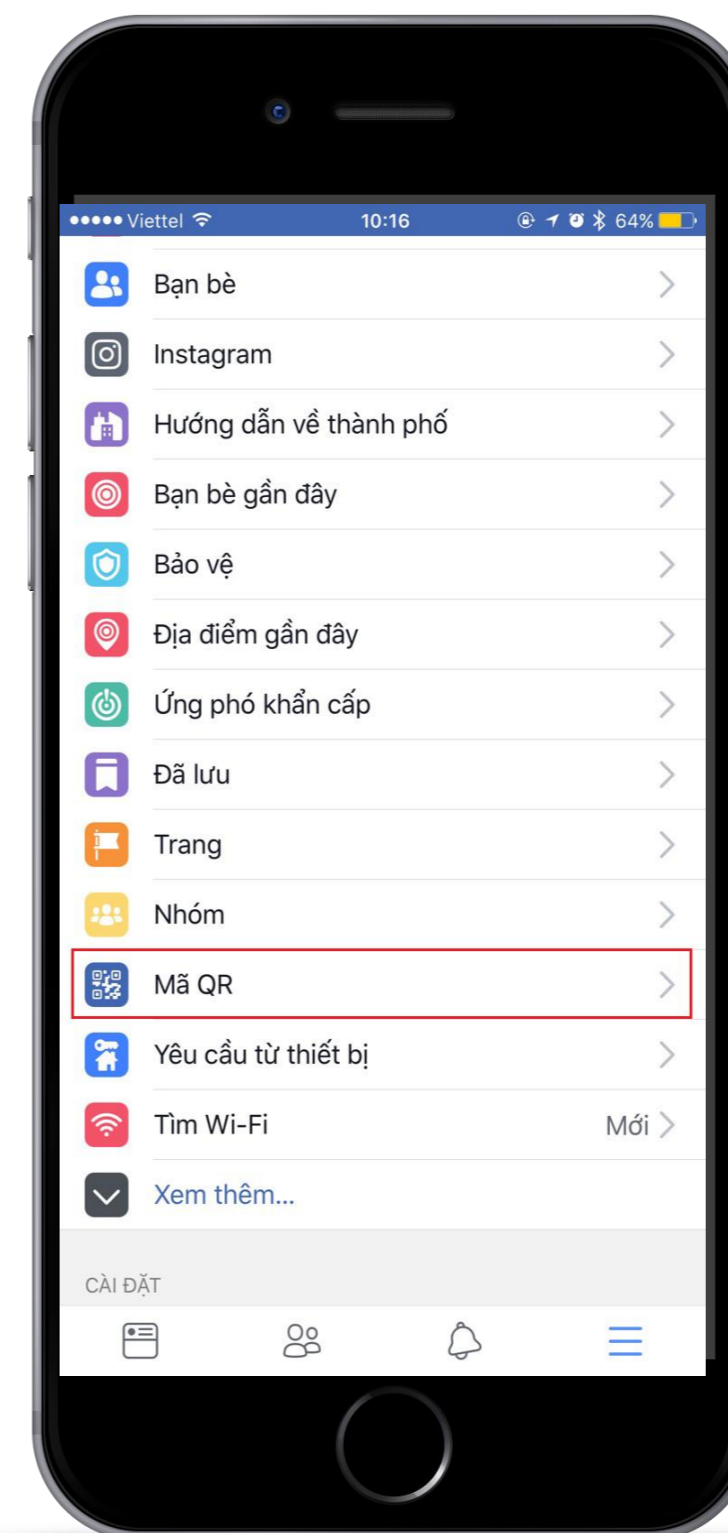 Viettel 10:16 64%
Bạn bè
Instagram
Hướng dẫn về thành phố
Bạn bè gần đây
Bảo vệ
Địa điểm gần đây
Ứng phó khẩn cấp
Đã lưu
Trang
Nhóm
Mã QR
Yêu cầu từ thiết bị
Tìm Wi-Fi Mới
Xem thêm...
CÀI ĐẶT